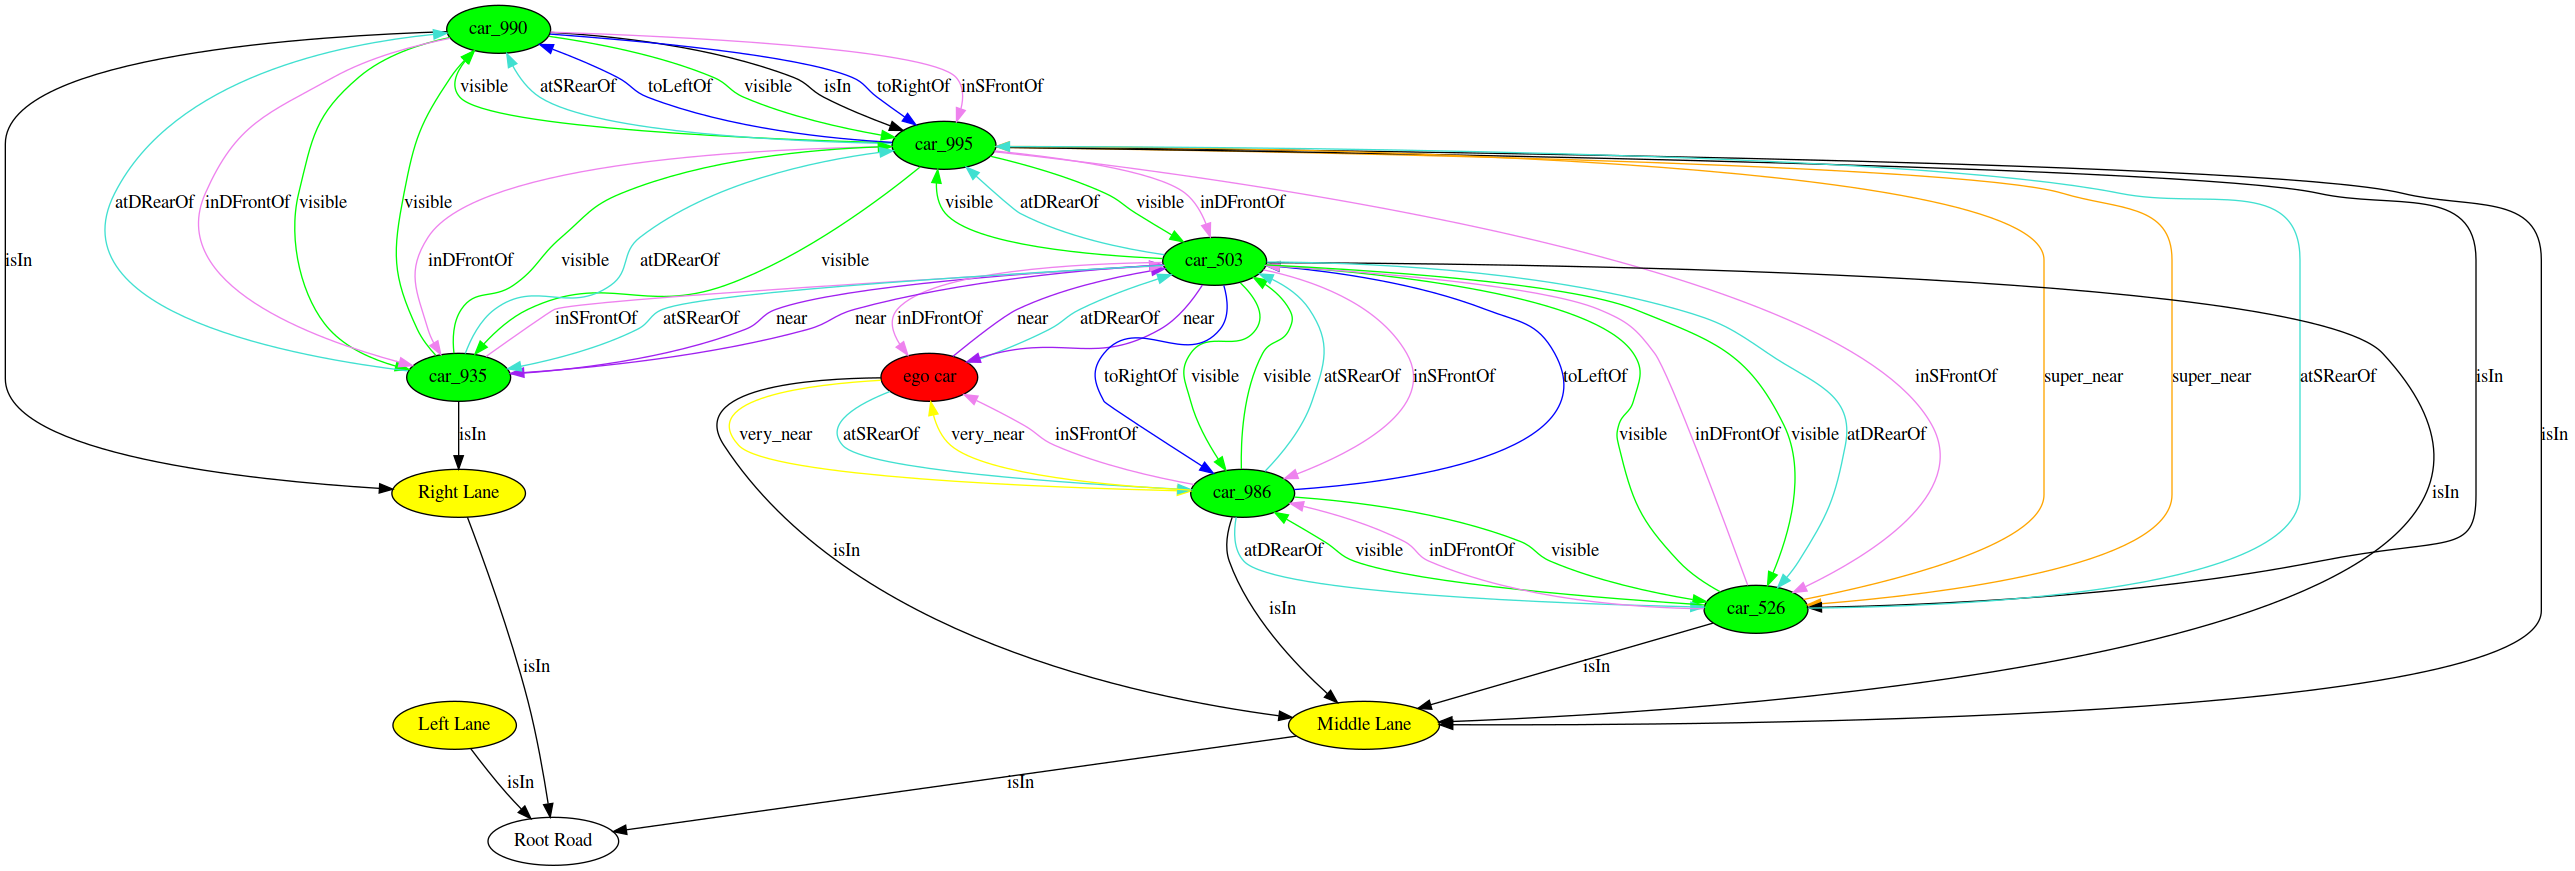 car_990
visible
atSRearOf
toLeftOf
visible
isIn
toRightOf
inSFrontOf
car_995
atDRearOf
inDFrontOf
visible
visible
visible
atDRearOf
visible
inDFrontOf
isIn
inDFrontOf
visible
atDRearOf
visible
car_503
inSFrontOf
atSRearOf
near
near
inDFrontOf
near
atDRearOf
near
car_935
ego car
toRightOf
visible
visible
atSRearOf
inSFrontOf
toLeftOf
inSFrontOf
super_near
super_near
atSRearOf
isIn
isIn
very_near
atSRearOf
very_near
inSFrontOf
visible
inDFrontOf
visible
atDRearOf
isIn
Right Lane
car_986
isIn
isIn
atDRearOf
visible
inDFrontOf
visible
isIn
car_526
isIn
isIn
Left Lane
Middle Lane
isIn
isIn
Root Road